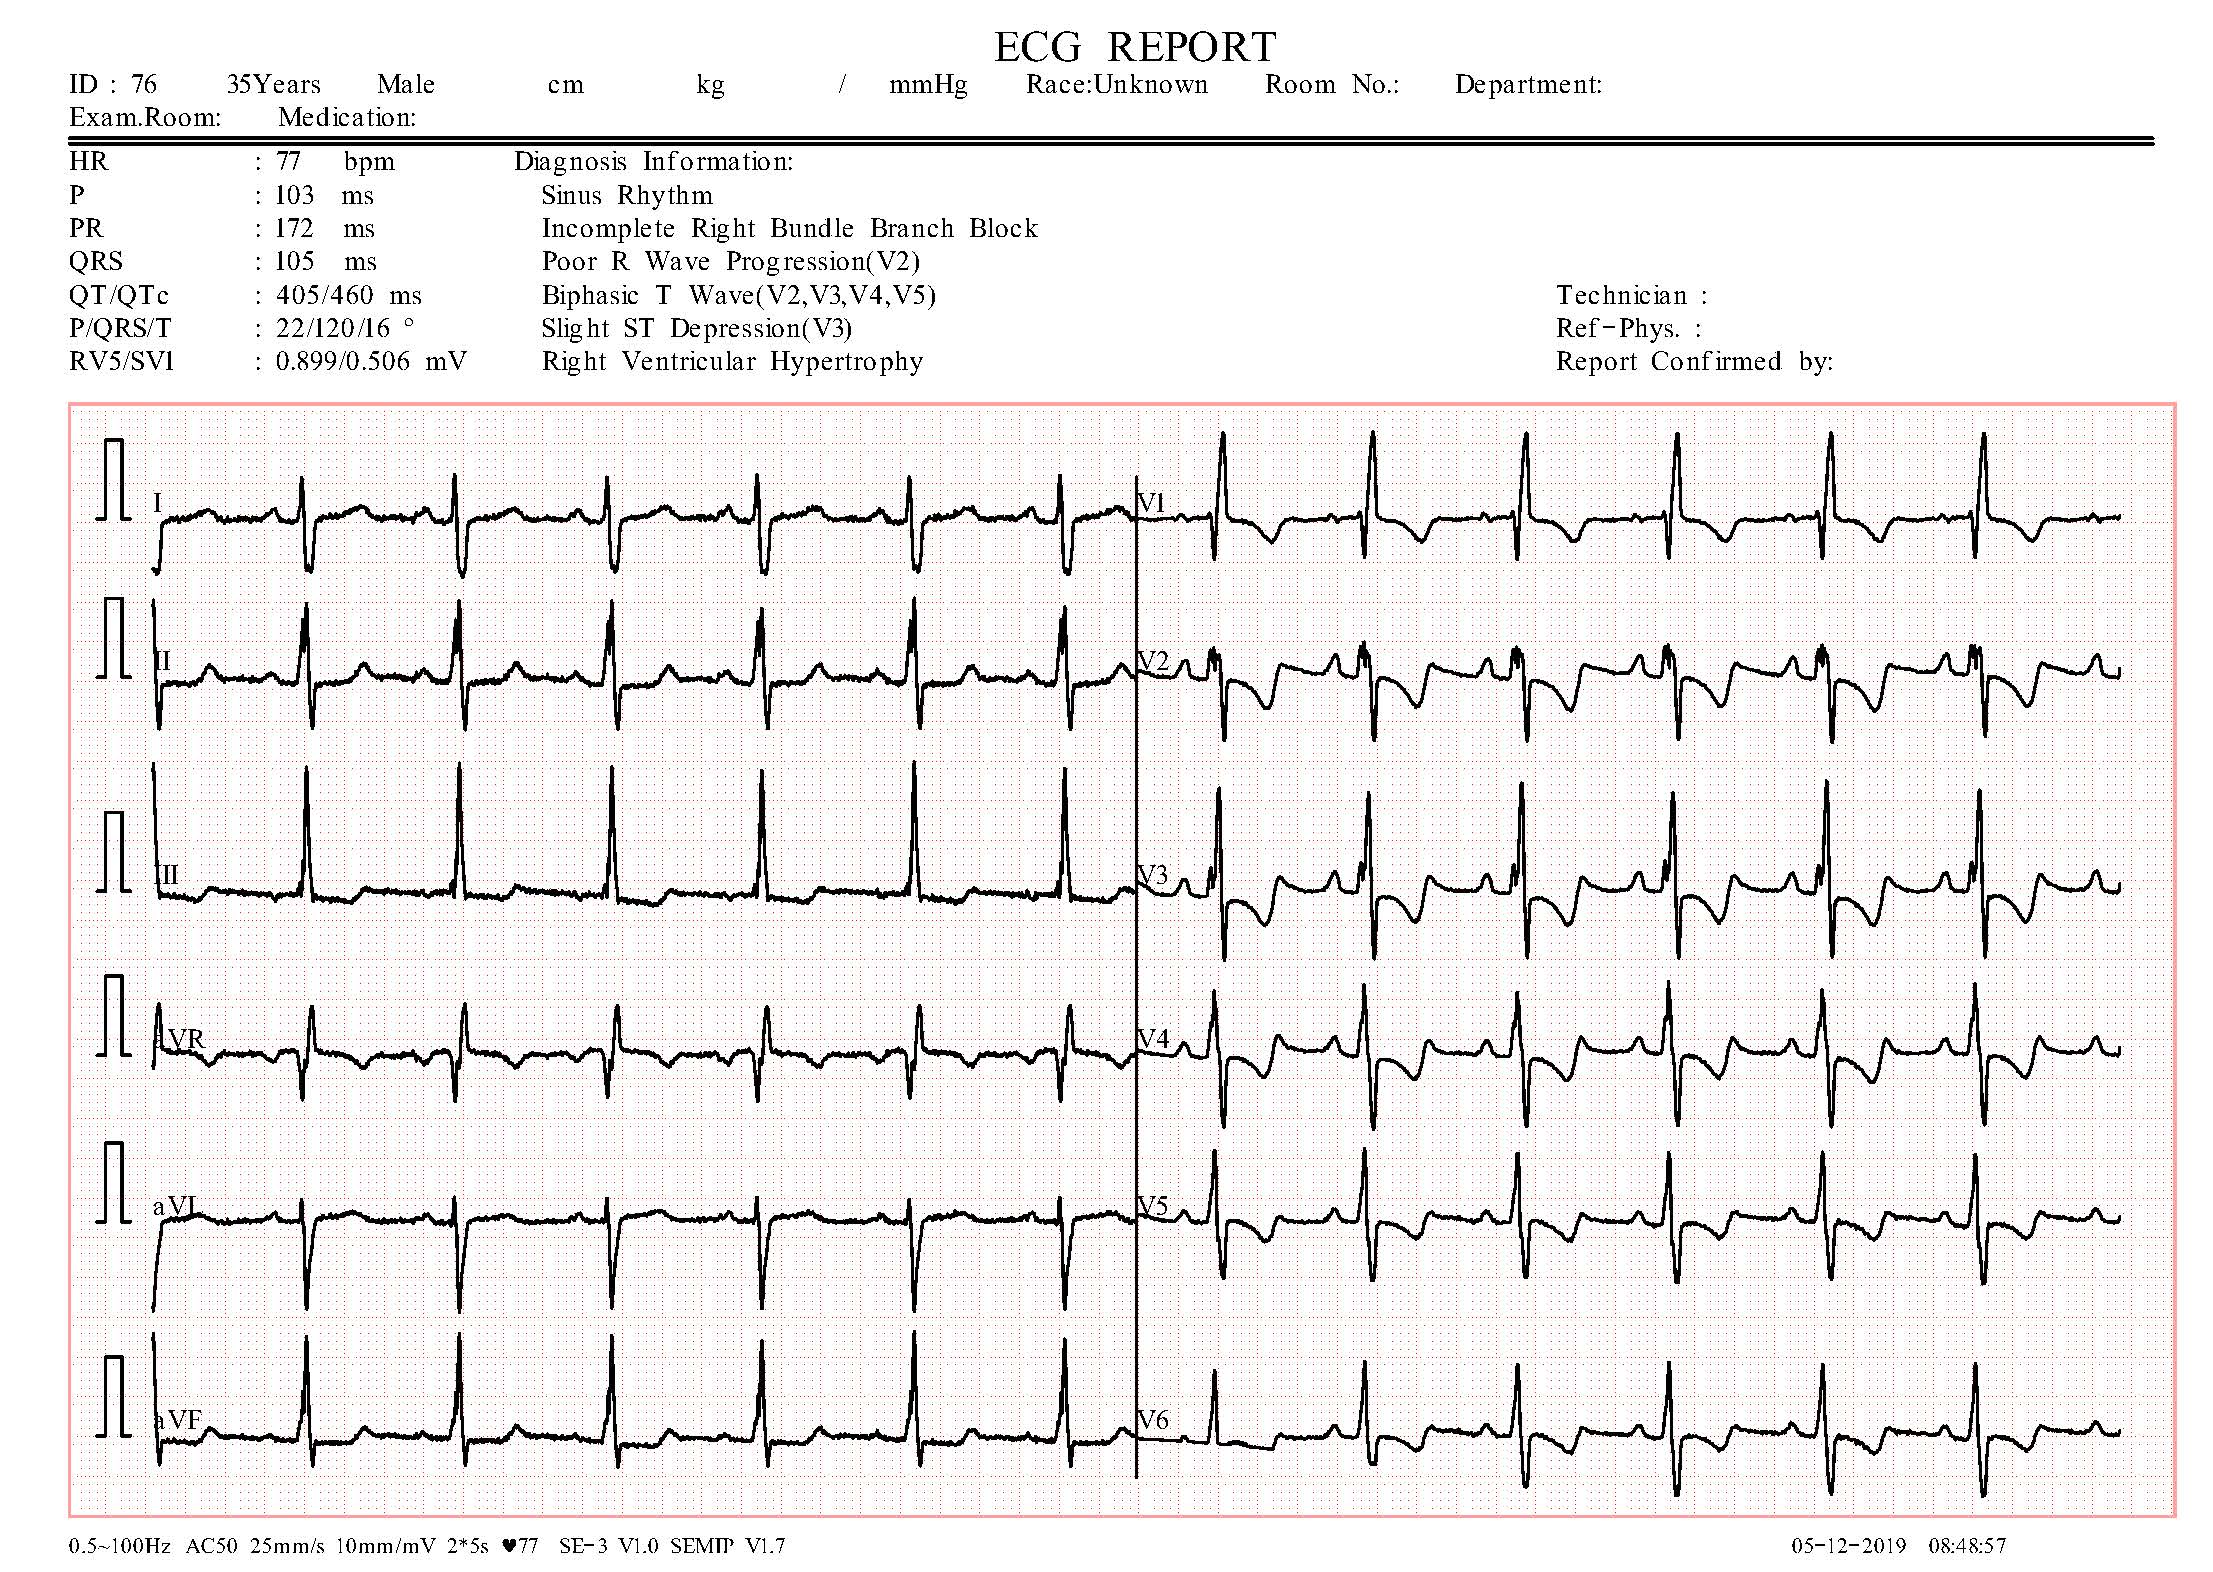 ECG REPORT
ID : 76 35Years Male cm kg / mmHg Race:Unknown Room No.: Department:
Exam.Room: Medication:
HR : 77 bpm Diagnosis Information:
P : 103 ms Sinus Rhythm
PR : 172 ms Incomplete Right Bundle Branch Block
QRS : 105 ms Poor R Wave Progression(V2)
QT/QTc : 405/460 ms Biphasic T Wave(V2,V3,V4,V5) Technician :
P/QRS/T : 22/120/16 ° Slight ST Depression(V3) Ref-Phys. :
RV5/SV1 : 0.899/0.506 mV Right Ventricular Hypertrophy Report Confirmed by:
I V1
II V2
III V3
aVR V4
aVL V5
aVF V6
0.5~100Hz AC50 25mm/s 10mm/mV 2*5s ♥77 SE-3 V1.0 SEMIP V1.7 05-12-2019 08:48:57